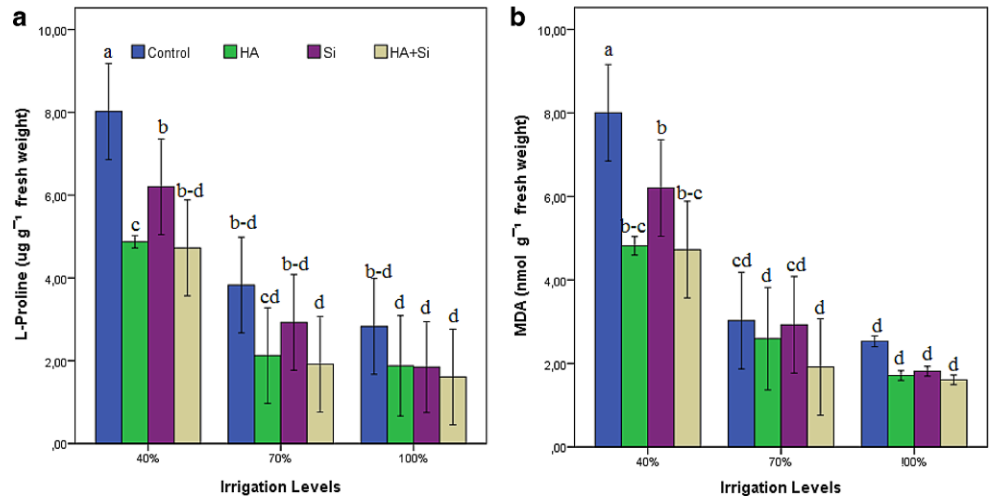 a
L-Proline (ug g⁻¹ fresh weight)
10,00
8,00
6,00
4,00
2,00
,00
Control HA Si HA+Si
a
c
b
b-d
b-d
cd
b-d
d
b-d
d
d
d
40% 70% 100%
Irrigation Levels
b
MDA (nmol g⁻¹ fresh weight)
10,00
8,00
6,00
4,00
2,00
,00
a
b-c
b
b-c
cd
d
cd
d
d
d
d
d
40% 70% 100%
Irrigation Levels